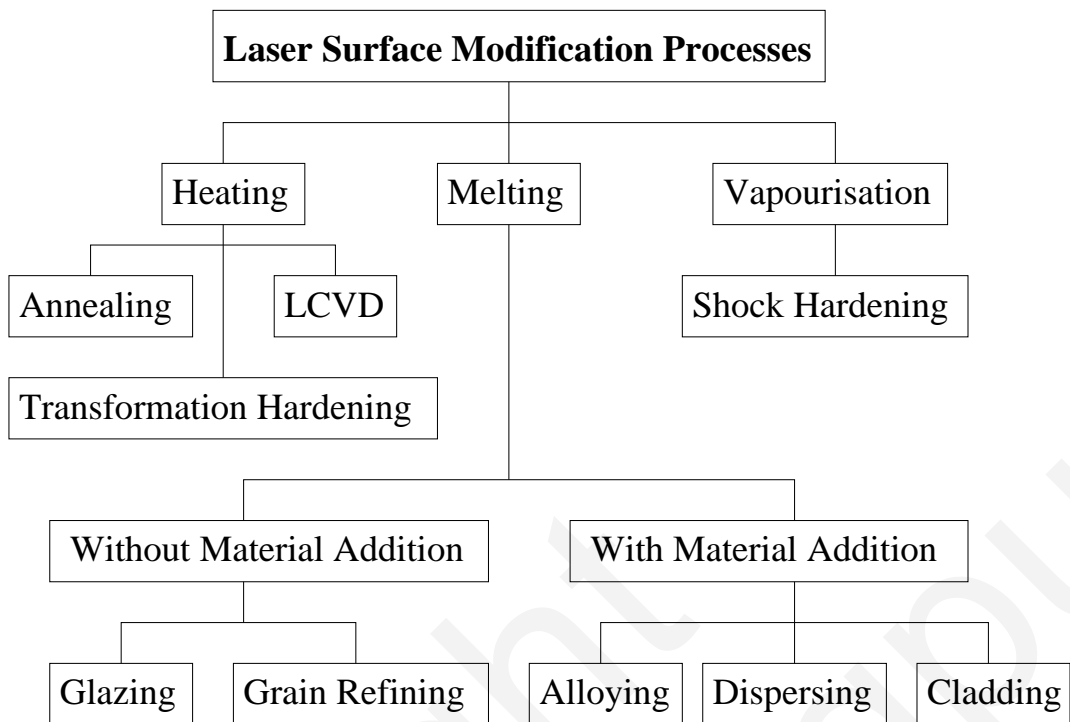 Laser Surface Modification Processes
Heating
Melting
Vapourisation
Annealing
LCVD
Shock Hardening
Transformation Hardening
Without Material Addition
With Material Addition
Glazing
Grain Refining
Alloying
Dispersing
Cladding